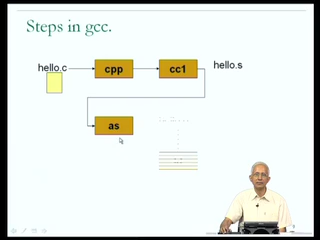 Steps in gcc.
hello.c
cpp
cc1
hello.s
as